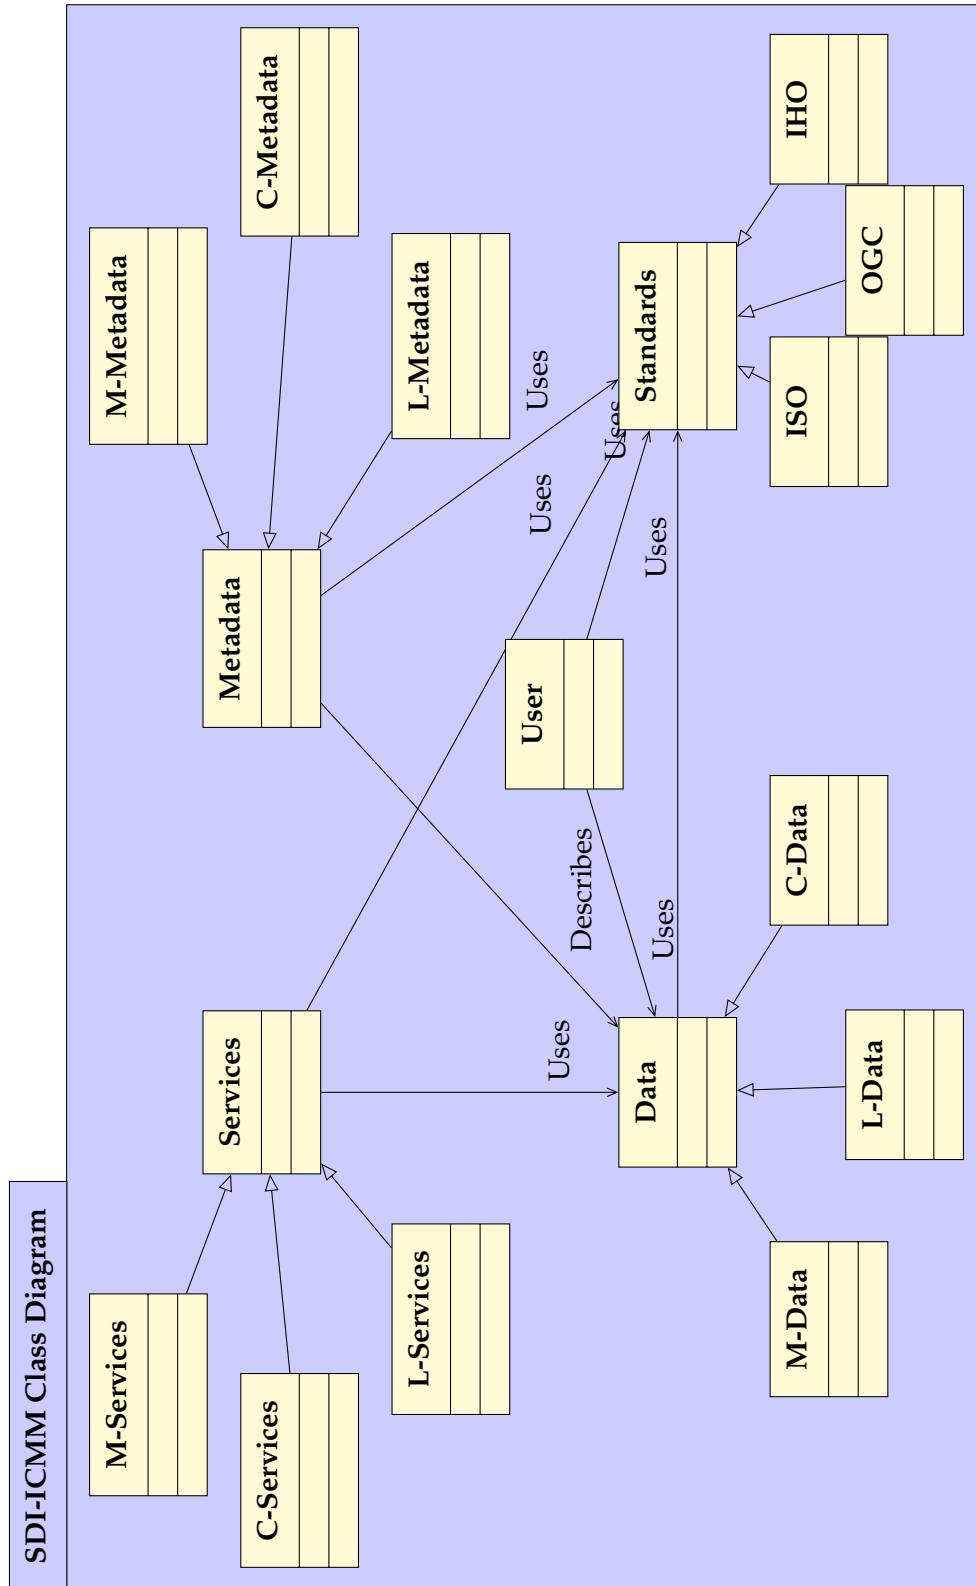 SDI-ICMM Class Diagram
M-Services
M-Metadata
Services
Metadata
C-Services
C-Metadata
L-Services
L-Metadata
User
Uses
Uses
Uses
Describes
Uses
Data
Standards
Uses
Uses
M-Data
C-Data
ISO
IHO
L-Data
OGC